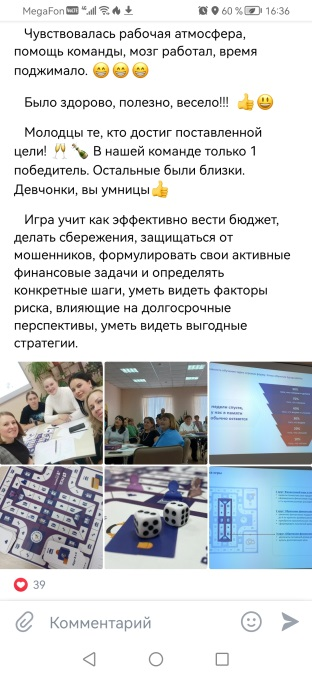 MegaFon VoLTE 4G 60 % 16:36
Чувствовалась рабочая атмосфера,
помощь команды, мозг работал, время
поджимало. 😁😁😁
Было здорово, полезно, весело!!! 👍😃
Молодцы те, кто достиг поставленной
цели! 🥂 🍾 В нашей команде только 1
победитель. Остальные были близки.
Девчонки, вы умницы👍
Игра учит как эффективно вести бюджет,
делать сбережения, защищаться от
мошенников, формулировать свои активные
финансовые задачи и определять
конкретные шаги, уметь видеть факторы
риска, влияющие на долгосрочные
перспективы, уметь видеть выгодные
стратегии.
39
Комментарий